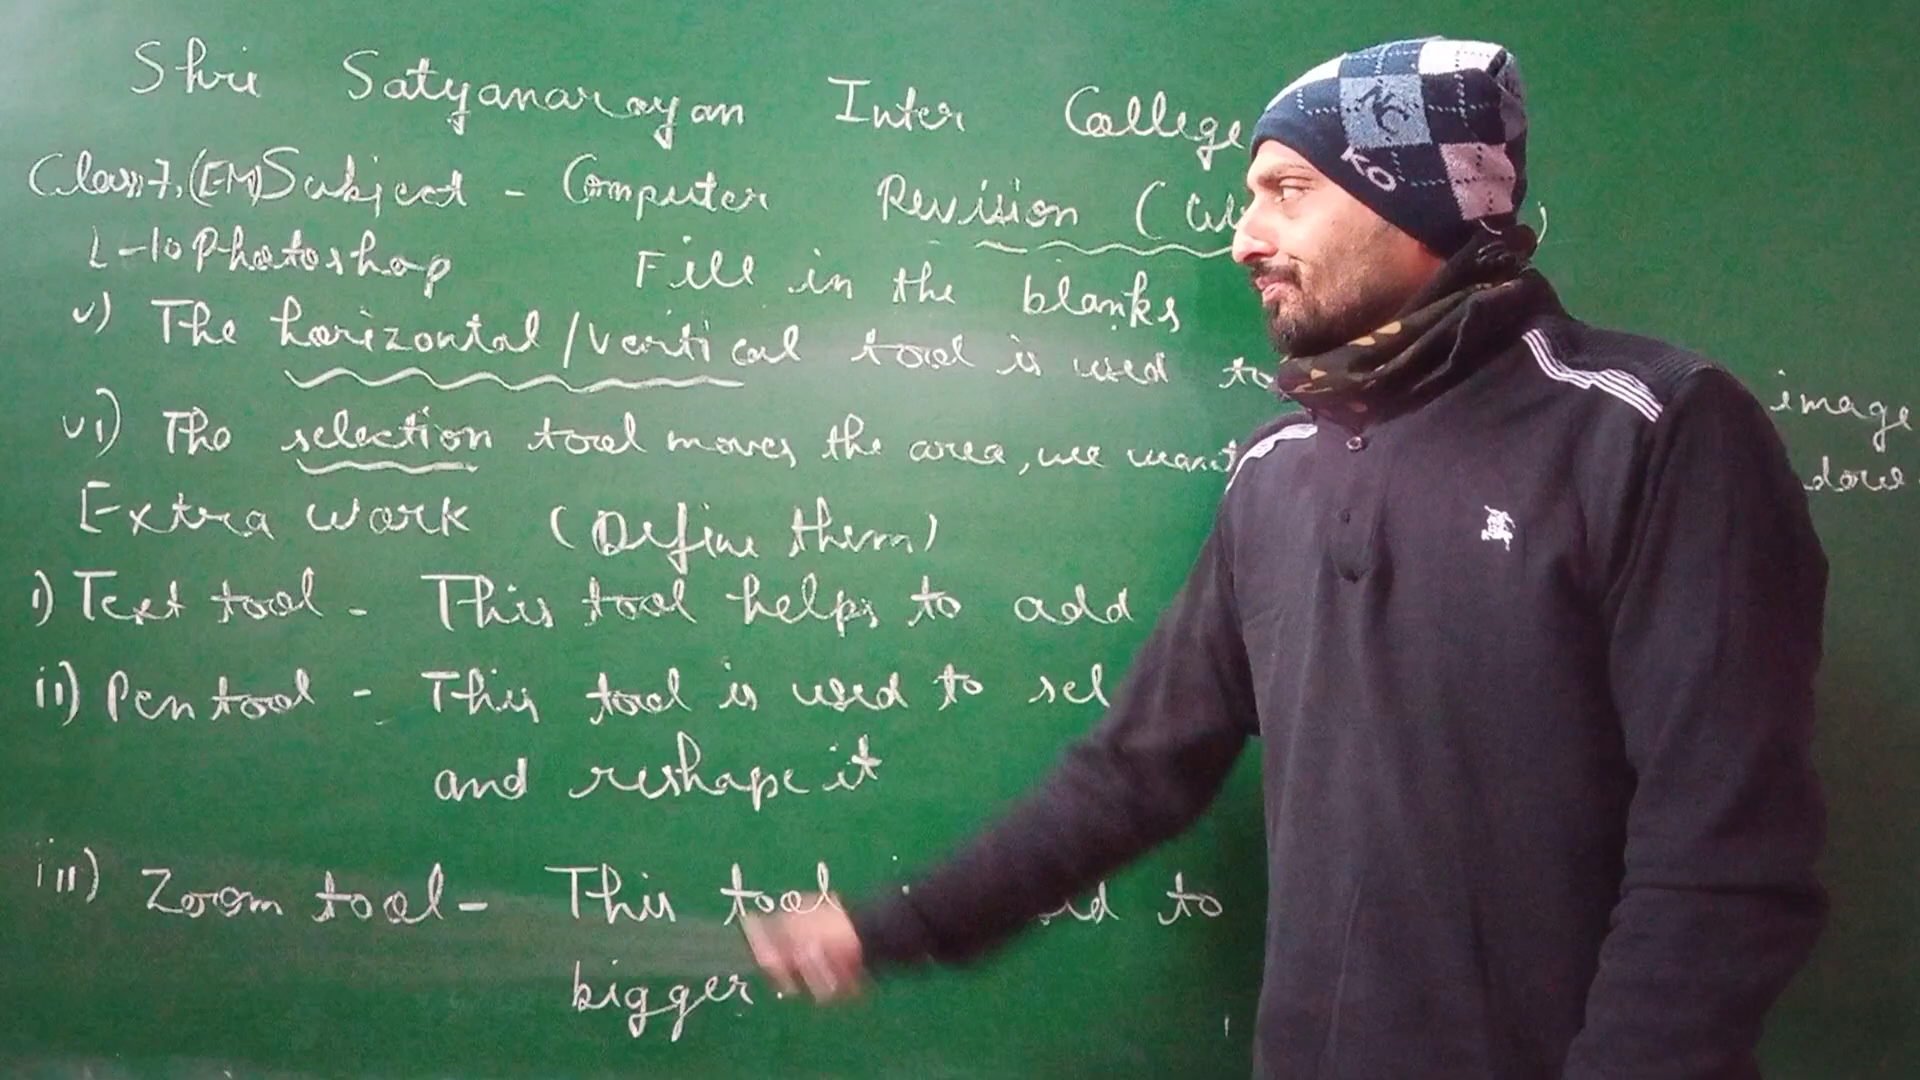 Shri Satyanarayan Inter College
Class 7, (EM) Subject - Computer Revision (
L-10 Photoshop Fill in the blanks
v) The horizontal/vertical tool is used to image
vi) The selection tool moves the area, we want
Extra work (Define them)
i) Text tool - This tool helps to add
ii) Pen tool - This tool is used to sel
and reshape it
iii) Zoom tool - This tool to
bigger.
KO